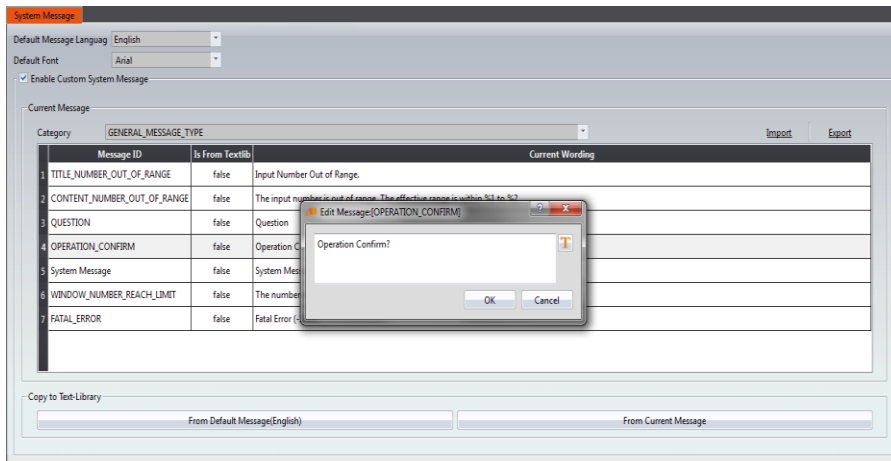 System Message
Default Message Languag English
Default Font Arial
Enable Custom System Message
Current Message
Category GENERAL_MESSAGE_TYPE Import Export
Message ID Is From Textlib Current Wording
1 TITLE_NUMBER_OUT_OF_RANGE false Input Number Out of Range.
2 CONTENT_NUMBER_OUT_OF_RANGE false The input number is out of range. The effective range is within %1 to %2
Edit Message:[OPERATION_CONFIRM] ?
3 QUESTION false Question
4 OPERATION_CONFIRM false Operation C
Operation Confirm? T
5 System Message false System Mes
6 WINDOW_NUMBER_REACH_LIMIT false The number
OK Cancel
7 FATAL_ERROR false Fatal Error (-
Copy to Text-Library
From Default Message(English) From Current Message